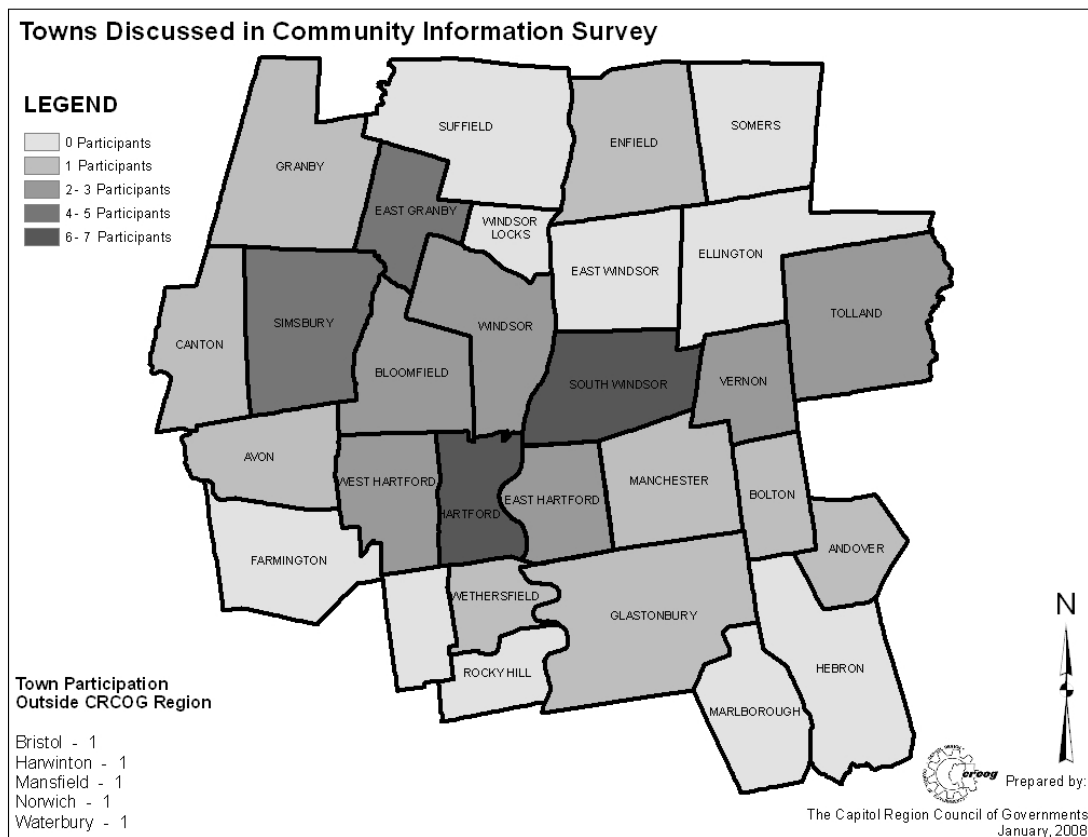 Towns Discussed in Community Information Survey
LEGEND
0 Participants
1 Participants
2 - 3 Participants
4 - 5 Participants
6 - 7 Participants
SUFFIELD
ENFIELD
SOMERS
GRANBY
EAST GRANBY
WINDSOR
LOCKS
EAST WINDSOR
ELLINGTON
TOLLAND
CANTON
SIMSBURY
BLOOMFIELD
WINDSOR
SOUTH WINDSOR
VERNON
AVON
WEST HARTFORD
HARTFORD
EAST HARTFORD
MANCHESTER
BOLTON
ANDOVER
FARMINGTON
WETHERSFIELD
GLASTONBURY
ROCKY HILL
MARLBOROUGH
HEBRON
N
Town Participation
Outside CRCOG Region
Bristol - 1
Harwinton - 1
Mansfield - 1
Norwich - 1
Waterbury - 1
crcog
Prepared by:
The Capitol Region Council of Governments
January, 2008